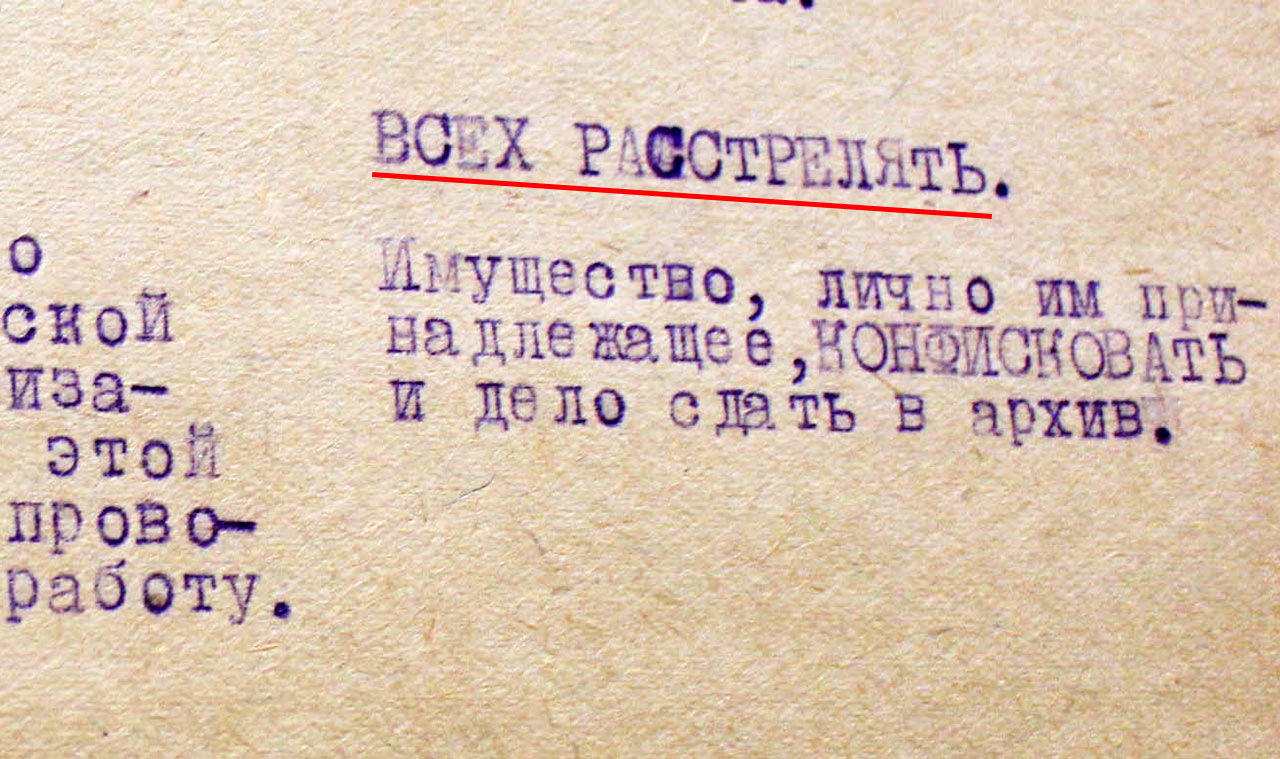 ВСЕХ РАССТРЕЛЯТЬ.
Имущество, лично им при-
надлежащее, КОНФИСКОВАТЬ
и дело сдать в архив.
о
ской
иза-
этой
прово-
работу.